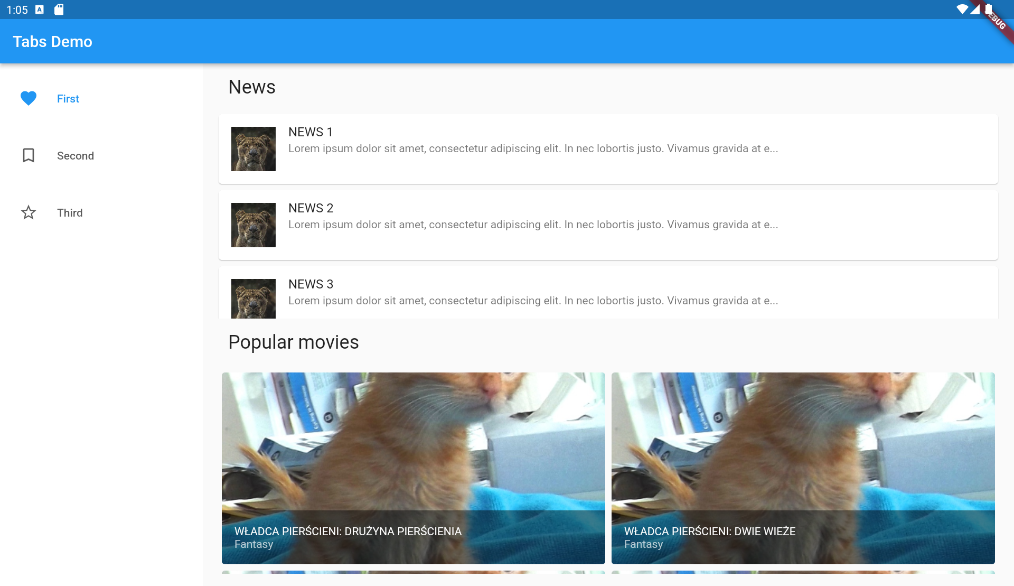 1:05
DEBUG
Tabs Demo
First
Second
Third
News
NEWS 1
Lorem ipsum dolor sit amet, consectetur adipiscing elit. In nec lobortis justo. Vivamus gravida at e...
NEWS 2
Lorem ipsum dolor sit amet, consectetur adipiscing elit. In nec lobortis justo. Vivamus gravida at e...
NEWS 3
Lorem ipsum dolor sit amet, consectetur adipiscing elit. In nec lobortis justo. Vivamus gravida at e...
Popular movies
WŁADCA PIERŚCIENI: DRUŻYNA PIERŚCIENIA
Fantasy
WŁADCA PIERŚCIENI: DWIE WIEŻE
Fantasy